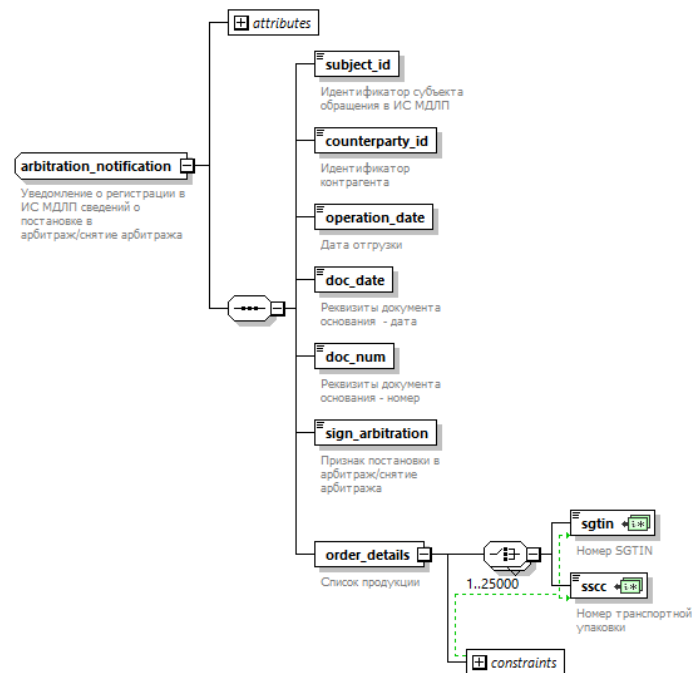 attributes
subject_id
Идентификатор субъекта
обращения в ИС МДЛП
counterparty_id
Идентификатор
контрагента
arbitration_notification
Уведомление о регистрации в
ИС МДЛП сведений о
постановке в
арбитраж/снятие арбитража
operation_date
Дата отгрузки
doc_date
Реквизиты документа
основания - дата
doc_num
Реквизиты документа
основания - номер
sign_arbitration
Признак постановки в
арбитраж/снятие
арбитража
order_details
Список продукции
1..25000
sgtin
Номер SGTIN
sscc
Номер транспортной
упаковки
constraints